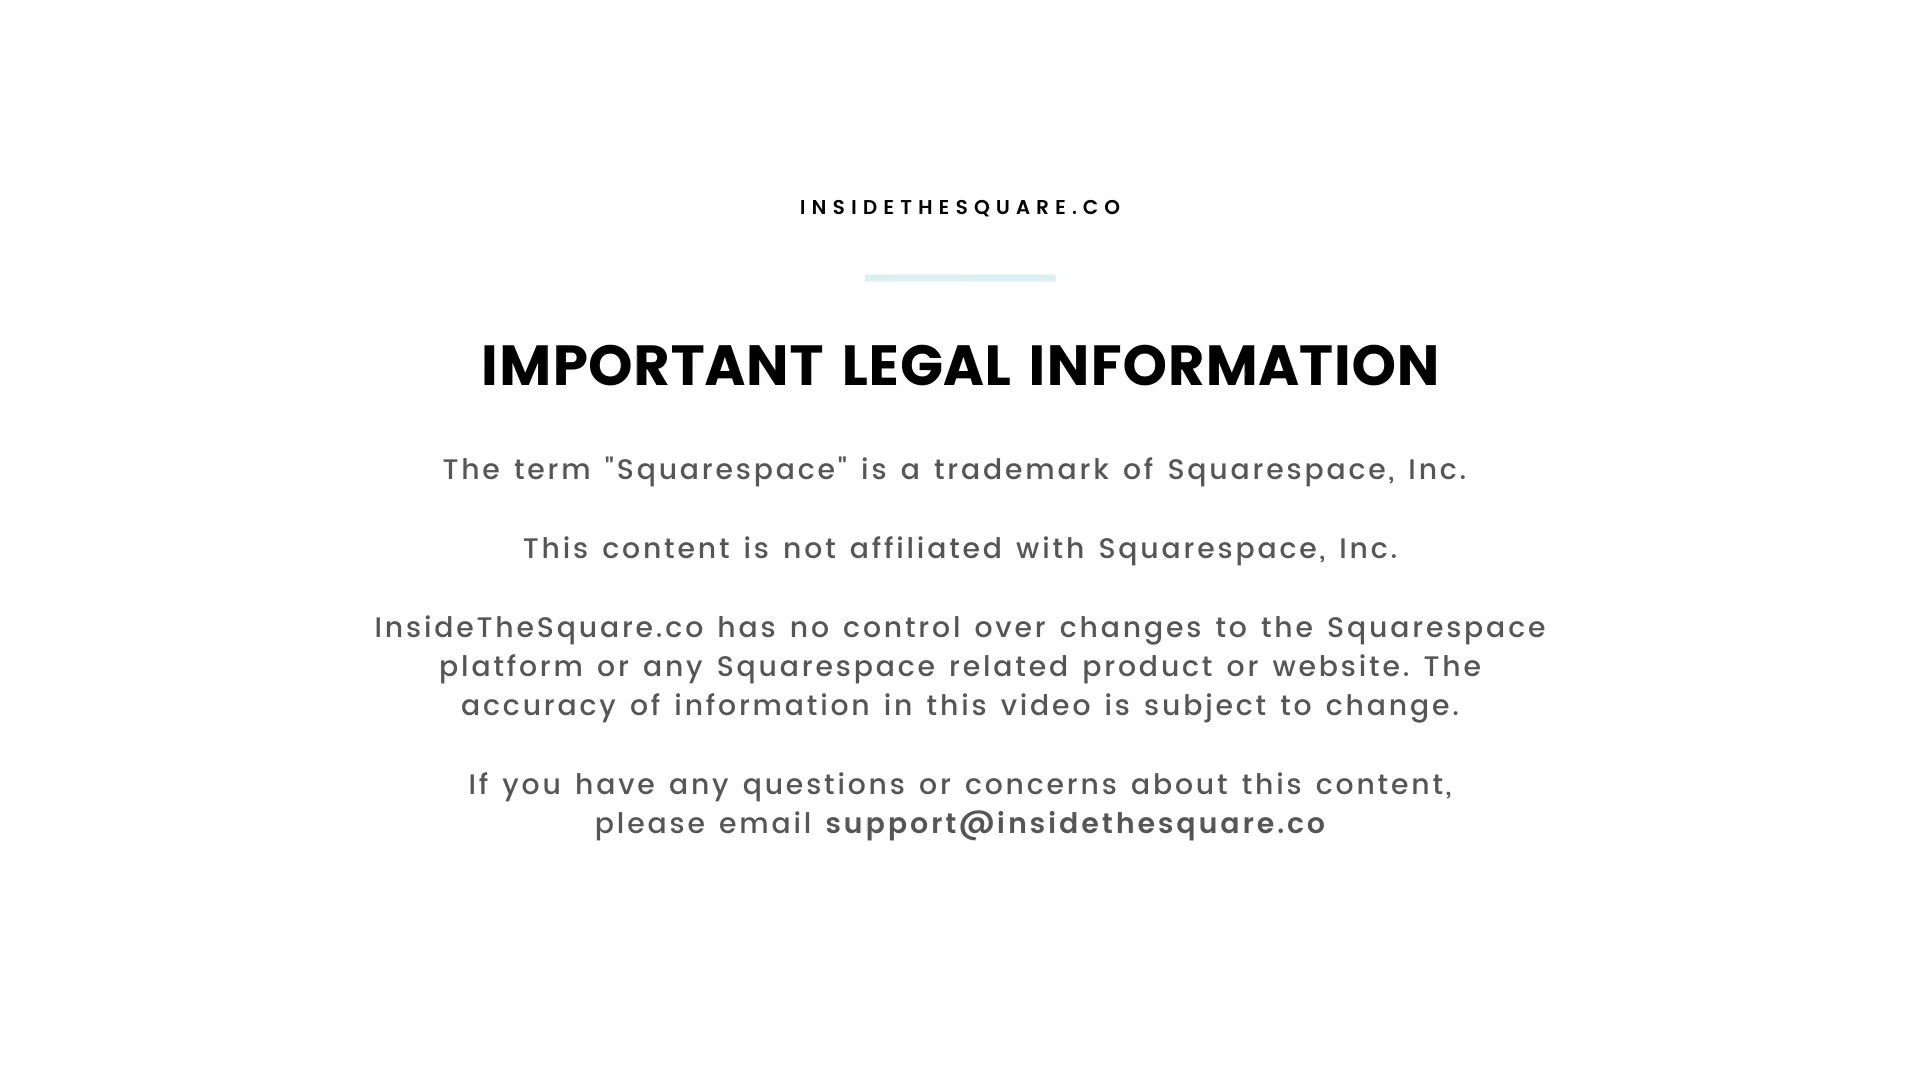 INSIDETHESQUARE.CO
IMPORTANT LEGAL INFORMATION
The term "Squarespace" is a trademark of Squarespace, Inc.
This content is not affiliated with Squarespace, Inc.
InsideTheSquare.co has no control over changes to the Squarespace
platform or any Squarespace related product or website. The
accuracy of information in this video is subject to change.
If you have any questions or concerns about this content,
please email support@insidethesquare.co